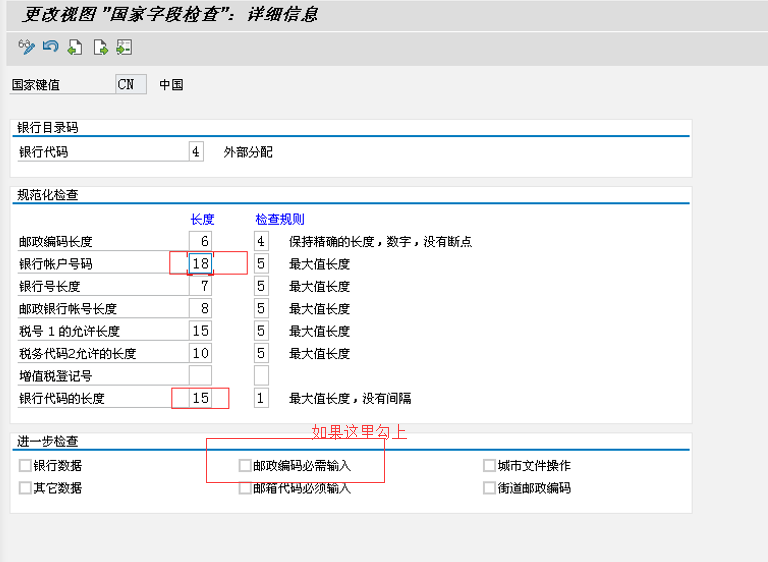 更改视图 "国家字段检查": 详细信息
国家键值 CN 中国
银行目录码
银行代码 4 外部分配
规范化检查
长度 检查规则
邮政编码长度 6 4 保持精确的长度，数字，没有断点
银行帐户号码 18 5 最大值长度
银行号长度 7 5 最大值长度
邮政银行帐号长度 8 5 最大值长度
税号 1 的允许长度 15 5 最大值长度
税务代码2允许的长度 10 5 最大值长度
增值税登记号
银行代码的长度 15 1 最大值长度，没有间隔
如果这里勾上
进一步检查
银行数据 邮政编码必需输入 城市文件操作
其它数据 邮箱代码必须输入 街道邮政编码